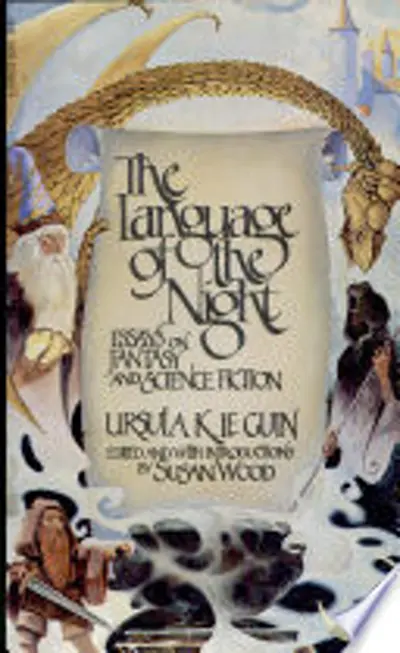 The
Language
of the
Night
ESSAYS ON
FANTASY
AND SCIENCE FICTION
URSULA K. LE GUIN
EDITED AND WITH INTRODUCTIONS
BY SUSAN WOOD